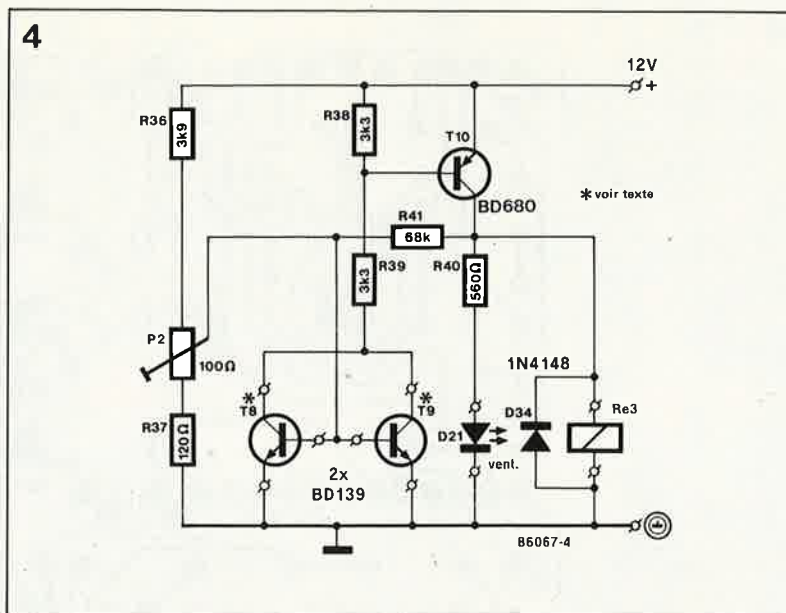 4
12V
+
R36
3k9
R38
3k3
T10
BD680
* voir texte
R41
68k
R39
3k3
R40
560Ω
P2
100Ω
1N4148
R37
120Ω
*
T8
*
T9
D21
D34
Re3
vent.
2x
BD139
86067-4